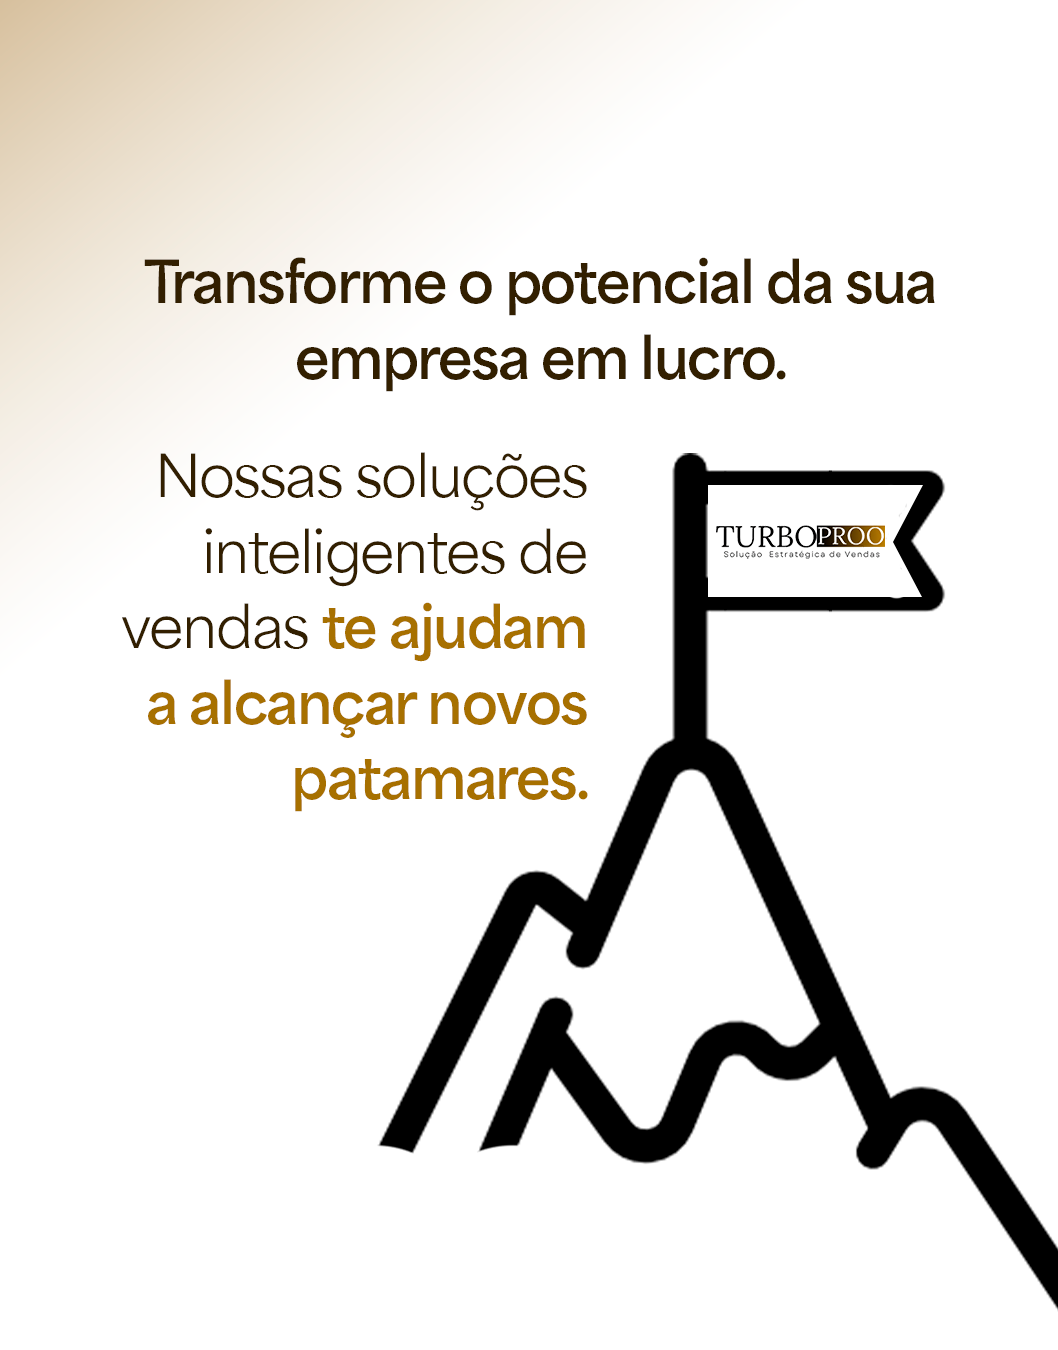 Transforme o potencial da sua
empresa em lucro.
Nossas soluções
inteligentes de
vendas te ajudam
a alcançar novos
patamares.
TURBOPROO
Solução Estratégica de Vendas